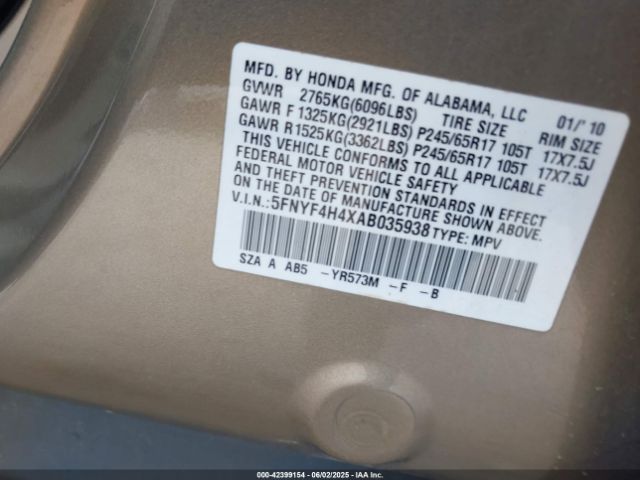 MFD. BY HONDA MFG. OF ALABAMA, LLC 01/'10
GVWR 2765KG(6096LBS) TIRE SIZE RIM SIZE
GAWR F 1325KG(2921LBS) P245/65R17 105T 17X7.5J
GAWR R1525KG(3362LBS) P245/65R17 105T 17X7.5J
THIS VEHICLE CONFORMS TO ALL APPLICABLE
FEDERAL MOTOR VEHICLE SAFETY
AND THEFT PREVENTION STANDARDS IN EFFECT
ON THE DATE OF MANUFACTURE SHOWN ABOVE.
V.I.N.:5FNYF4H4XAB035938 TYPE: MPV
SZA A AB5 -YR573M -F -B
000-42399154 06/02/2025 IAA Inc.